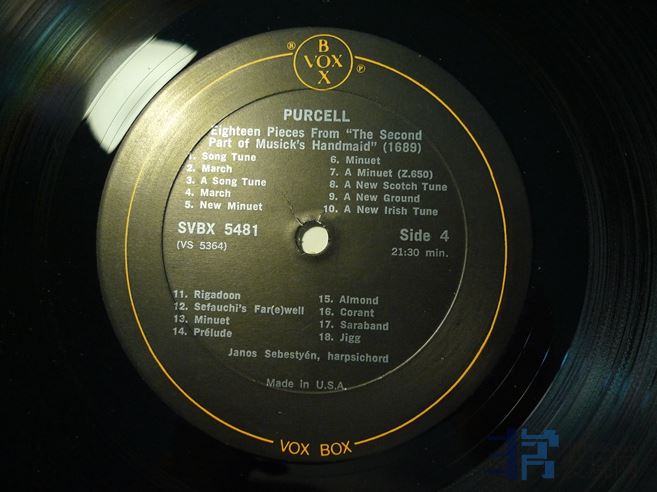 ® BOX VOX ℗
PURCELL
Eighteen Pieces From “The Second
Part of Musick's Handmaid” (1689)
1. Song Tune
2. March
3. A Song Tune
4. March
5. New Minuet
6. Minuet
7. A Minuet (Z.650)
8. A New Scotch Tune
9. A New Ground
10. A New Irish Tune
SVBX 5481
(VS 5364)
Side 4
21:30 min.
11. Rigadoon
12. Sefauchi's Far(e)well
13. Minuet
14. Prélude
15. Almond
16. Corant
17. Saraband
18. Jigg
Janos Sebestyén, harpsichord
Made in U.S.A.
VOX BOX